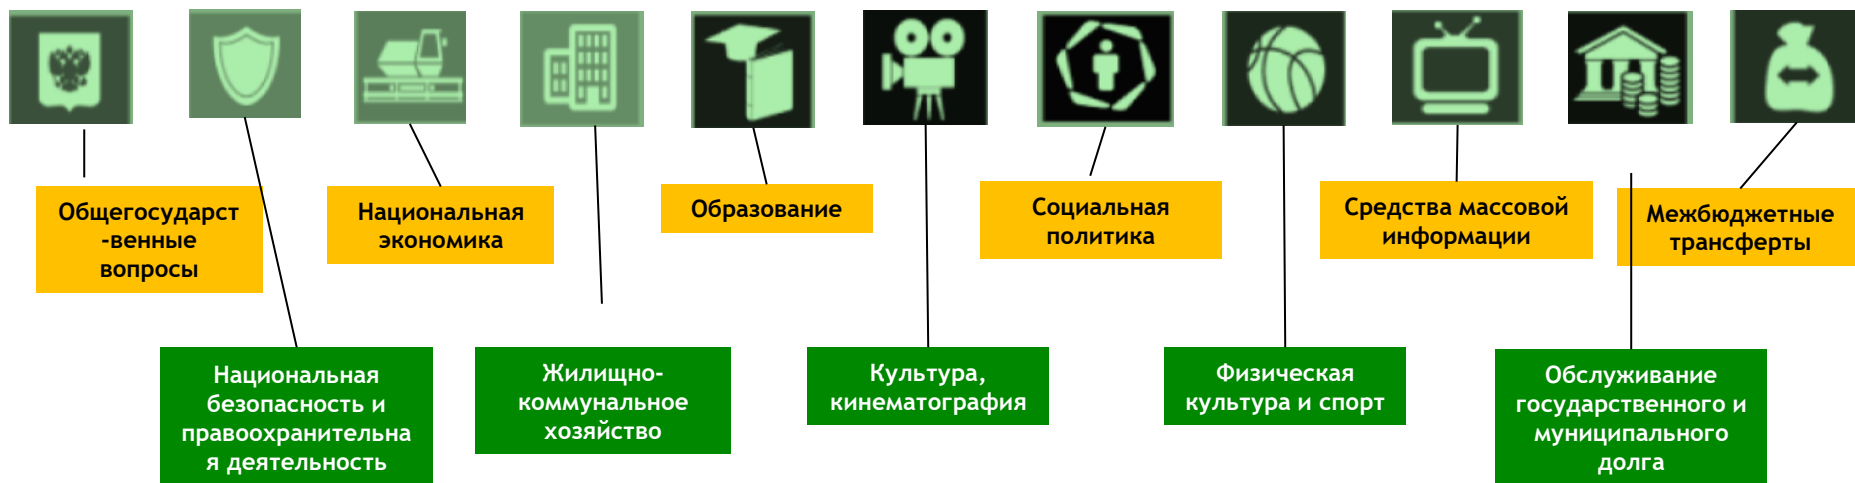 Общегосударст
-венные
вопросы
Национальная
экономика
Образование
Социальная
политика
Средства массовой
информации
Межбюджетные
трансферты
Национальная
безопасность и
правоохранительна
я деятельность
Жилищно-
коммунальное
хозяйство
Культура,
кинематография
Физическая
культура и спорт
Обслуживание
государственного и
муниципального
долга